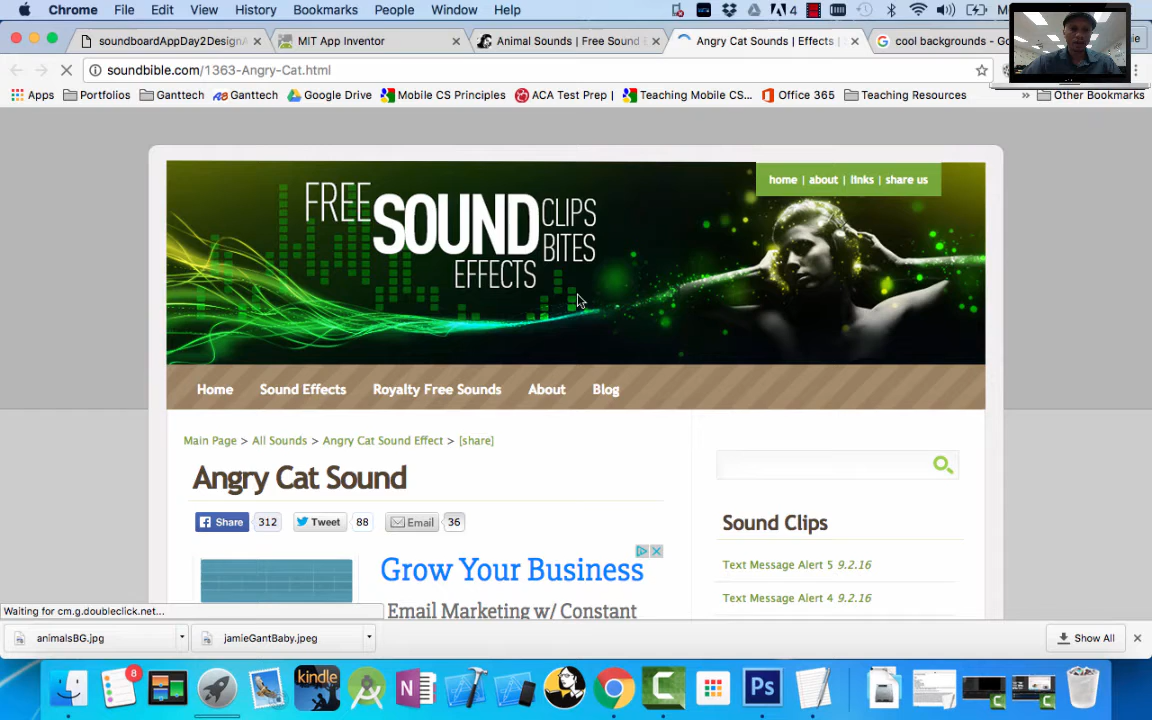 Chrome File Edit View History Bookmarks People Window Help 4
soundboardAppDay2DesignA MIT App Inventor Animal Sounds | Free Sound E Angry Cat Sounds | Effects | cool backgrounds - Go
soundbible.com/1363-Angry-Cat.html
Apps Portfolios Ganttech Ganttech Google Drive Mobile CS Principles ACA Test Prep | Teaching Mobile CS... Office 365 Teaching Resources » Other Bookmarks
home | about | links | share us
FREE SOUND CLIPS
BITES
EFFECTS
Home Sound Effects Royalty Free Sounds About Blog
Main Page > All Sounds > Angry Cat Sound Effect > [share]
Angry Cat Sound
Share 312 Tweet 88 Email 36
Sound Clips
Grow Your Business
Text Message Alert 5 9.2.16
Email Marketing w/ Constant
Text Message Alert 4 9.2.16
Waiting for cm.g.doubleclick.net...
animalsBG.jpg jamieGantBaby.jpeg Show All
8
kindle
N
C
Ps